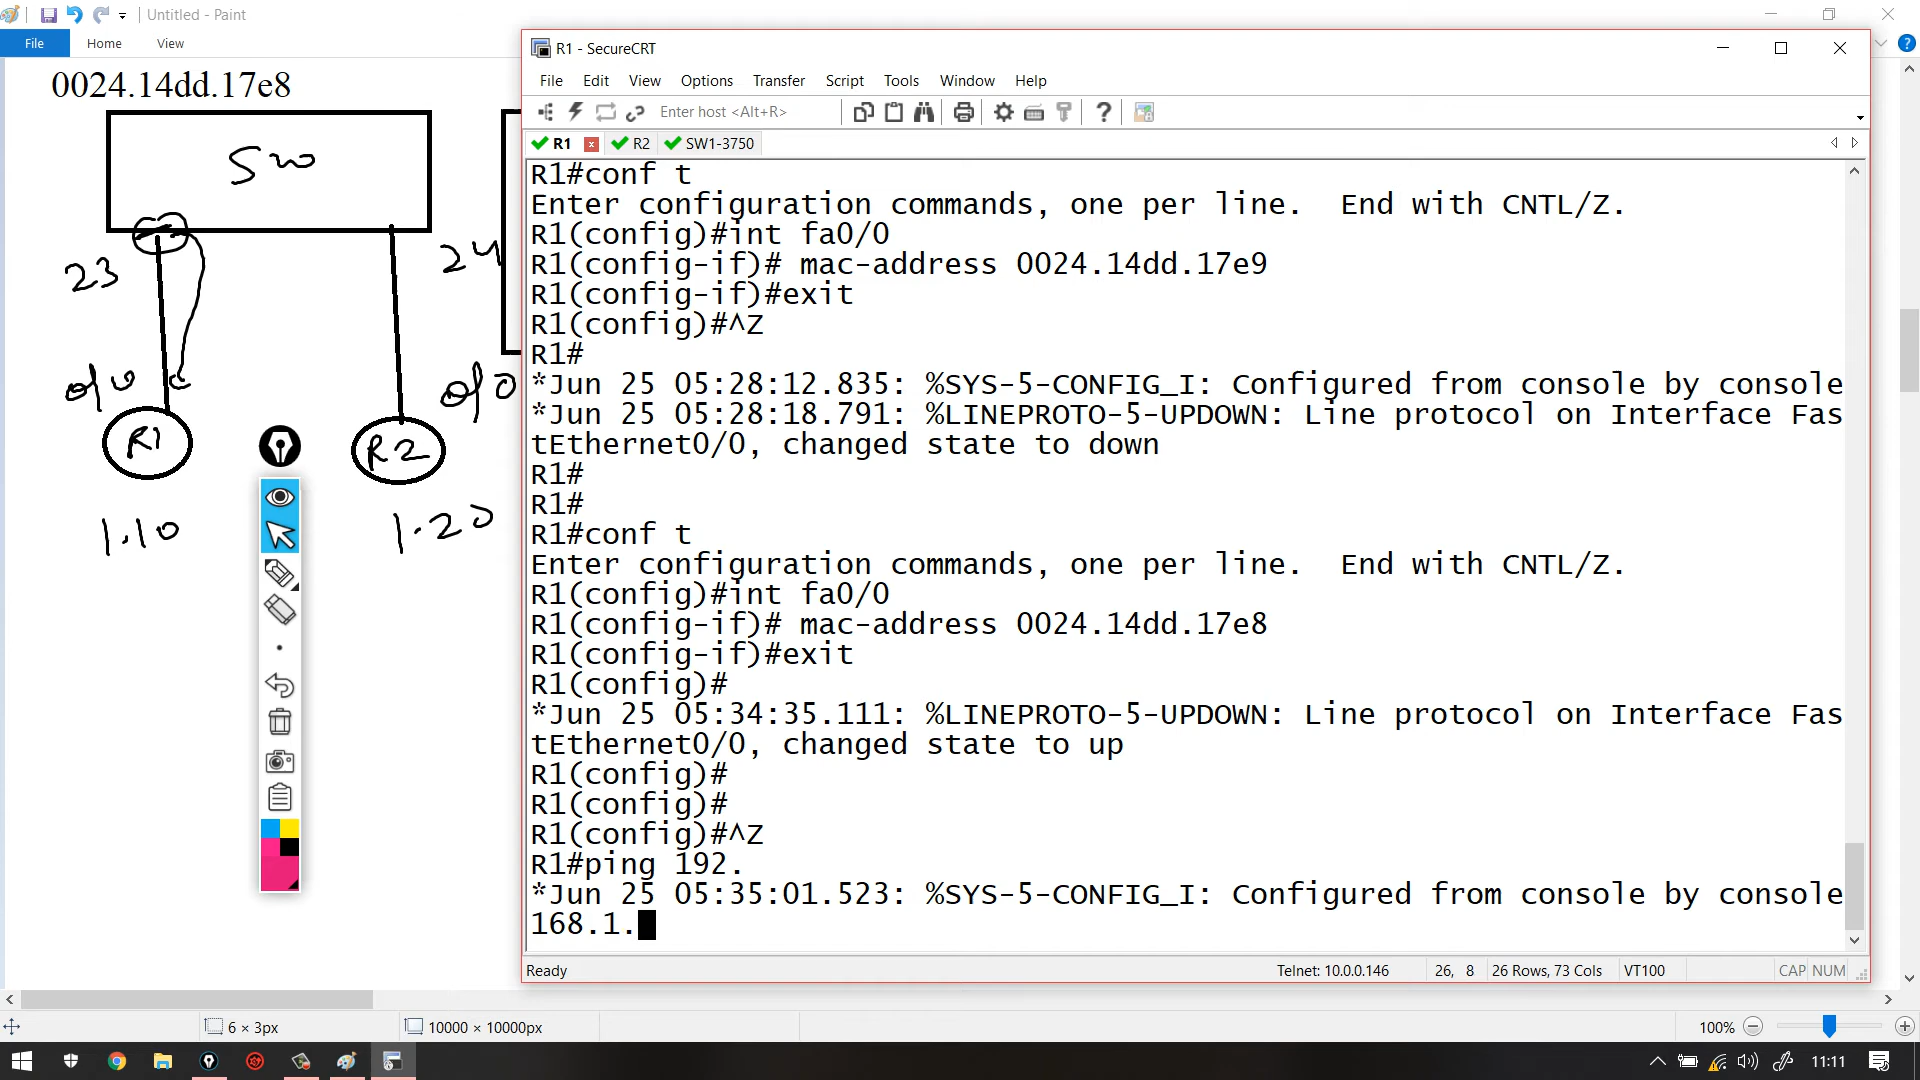 Untitled - Paint
File
Home
View
0024.14dd.17e8
SW
23
24
0/0
0/0
R1
R2
1.10
1.20
R1 - SecureCRT
File Edit View Options Transfer Script Tools Window Help
Enter host <Alt+R>
R1 R2 SW1-3750
R1#conf t
Enter configuration commands, one per line.  End with CNTL/Z.
R1(config)#int fa0/0
R1(config-if)# mac-address 0024.14dd.17e9
R1(config-if)#exit
R1(config)#^Z
R1#
*Jun 25 05:28:12.835: %SYS-5-CONFIG_I: Configured from console by console
*Jun 25 05:28:18.791: %LINEPROTO-5-UPDOWN: Line protocol on Interface Fas
tEthernet0/0, changed state to down
R1#
R1#
R1#conf t
Enter configuration commands, one per line.  End with CNTL/Z.
R1(config)#int fa0/0
R1(config-if)# mac-address 0024.14dd.17e8
R1(config-if)#exit
R1(config)#
*Jun 25 05:34:35.111: %LINEPROTO-5-UPDOWN: Line protocol on Interface Fas
tEthernet0/0, changed state to up
R1(config)#
R1(config)#
R1(config)#^Z
R1#ping 192.
*Jun 25 05:35:01.523: %SYS-5-CONFIG_I: Configured from console by console
168.1.
Ready
Telnet: 10.0.0.146
26, 8
26 Rows, 73 Cols
VT100
CAP NUM
6 × 3px
10000 × 10000px
100%
11:11